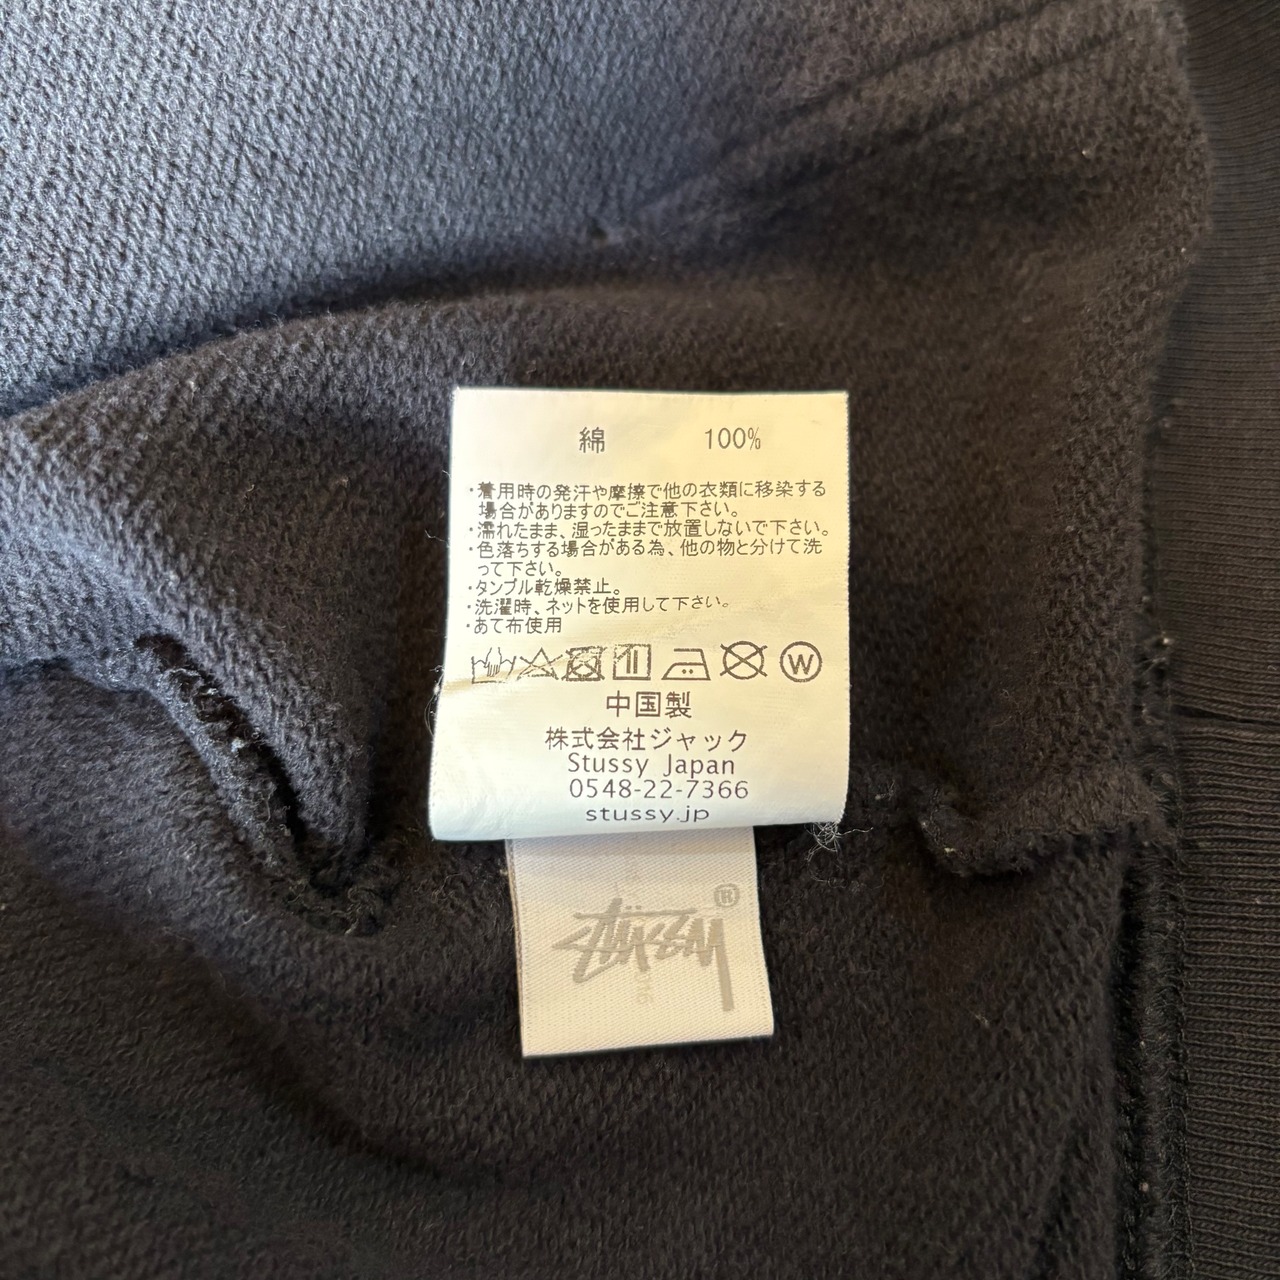 綿 100%
・着用時の発汗や摩擦で他の衣類に移染する
場合がありますのでご注意下さい。
・濡れたまま、湿ったままで放置しないで下さい。
・色落ちする場合がある為、他の物と分けて洗
って下さい。
・タンブル乾燥禁止。
・洗濯時、ネットを使用して下さい。
・あて布使用
W
中国製
株式会社ジャック
Stussy Japan
0548-22-7366
stussy.jp
STÜSSY ®